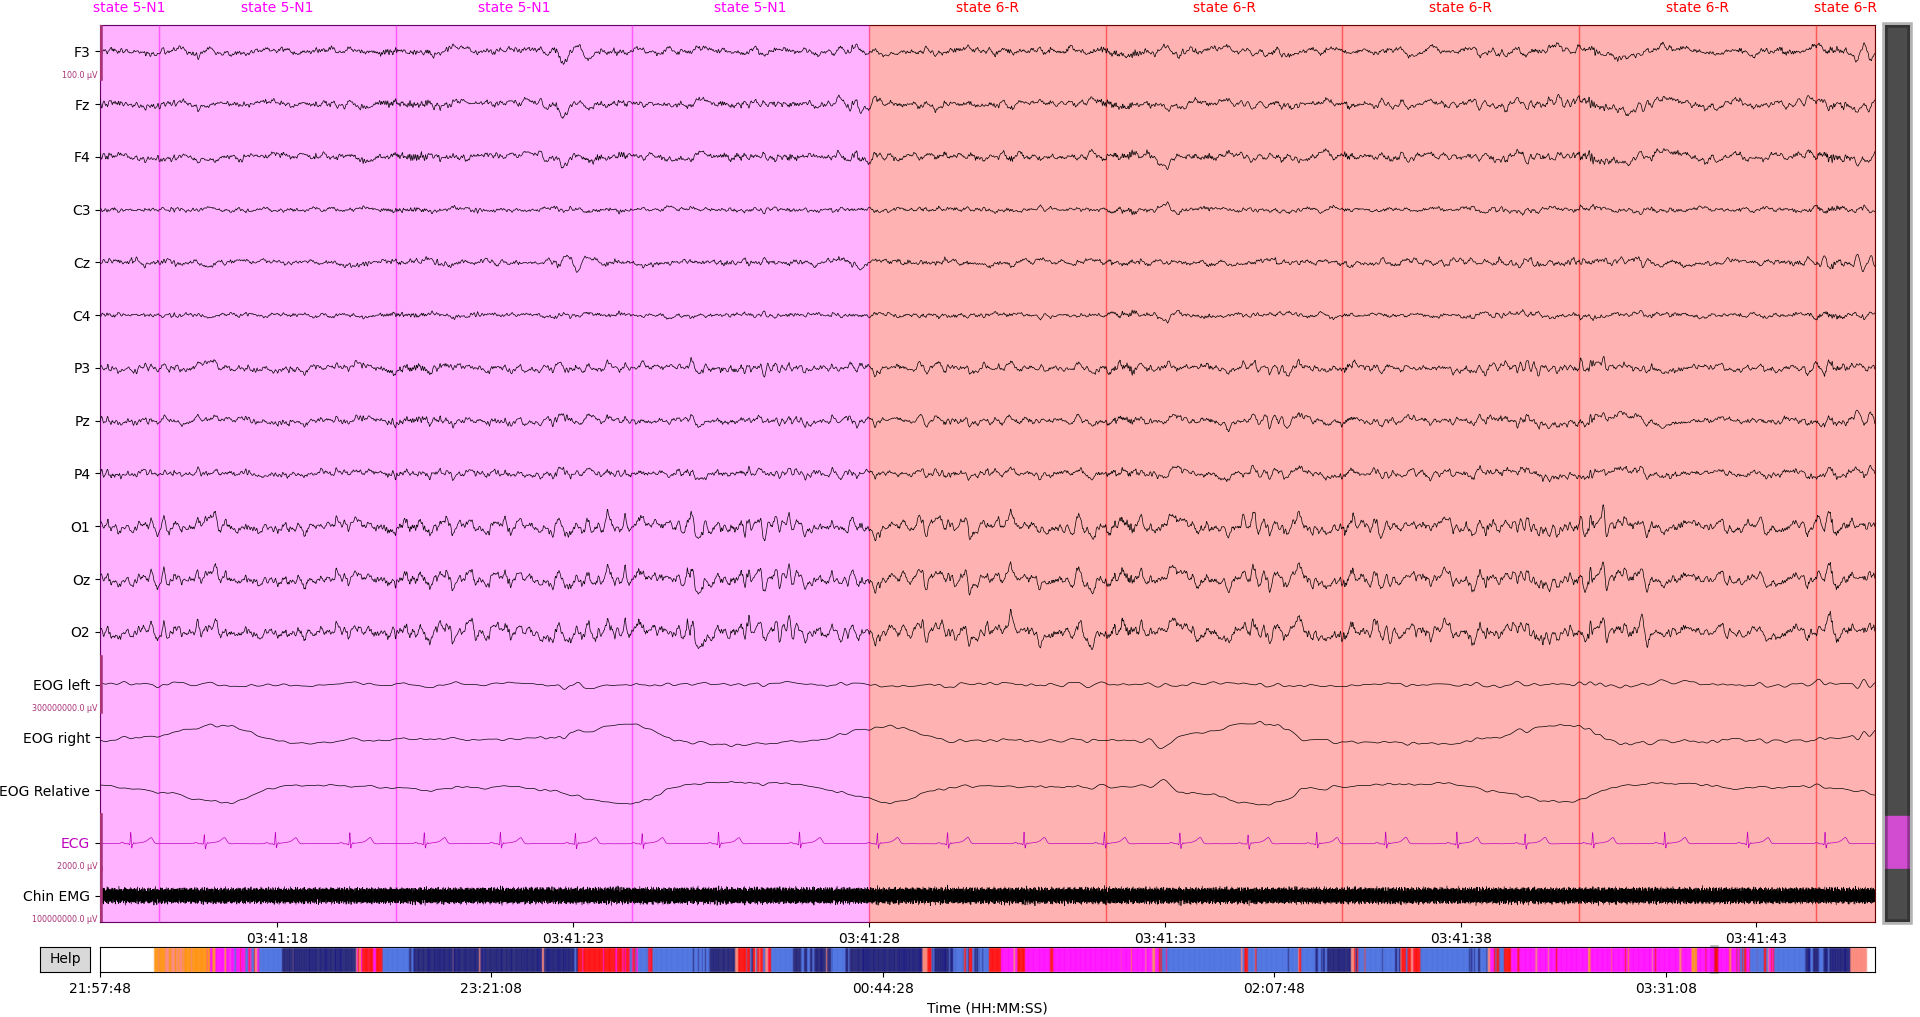 state 5-N1 state 5-N1 state 5-N1 state 5-N1 state 6-R state 6-R state 6-R state 6-R state 6-R
F3
100.0 µV
Fz
F4
C3
Cz
C4
P3
Pz
P4
O1
Oz
O2
EOG left
300000000.0 µV
EOG right
EOG Relative
ECG
2000.0 µV
Chin EMG
100000000.0 µV
03:41:18 03:41:23 03:41:28 03:41:33 03:41:38 03:41:43
Help
21:57:48 23:21:08 00:44:28 02:07:48 03:31:08
Time (HH:MM:SS)